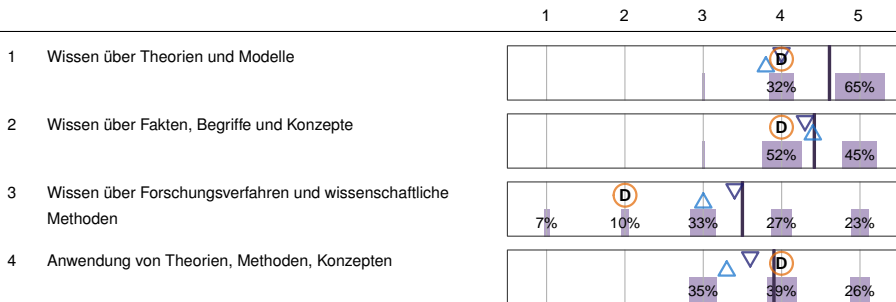 1 2 3 4 5
1 Wissen über Theorien und Modelle
D
32% 65%
2 Wissen über Fakten, Begriffe und Konzepte
D
52% 45%
3 Wissen über Forschungsverfahren und wissenschaftliche
Methoden
D
7% 10% 33% 27% 23%
4 Anwendung von Theorien, Methoden, Konzepten
D
35% 39% 26%